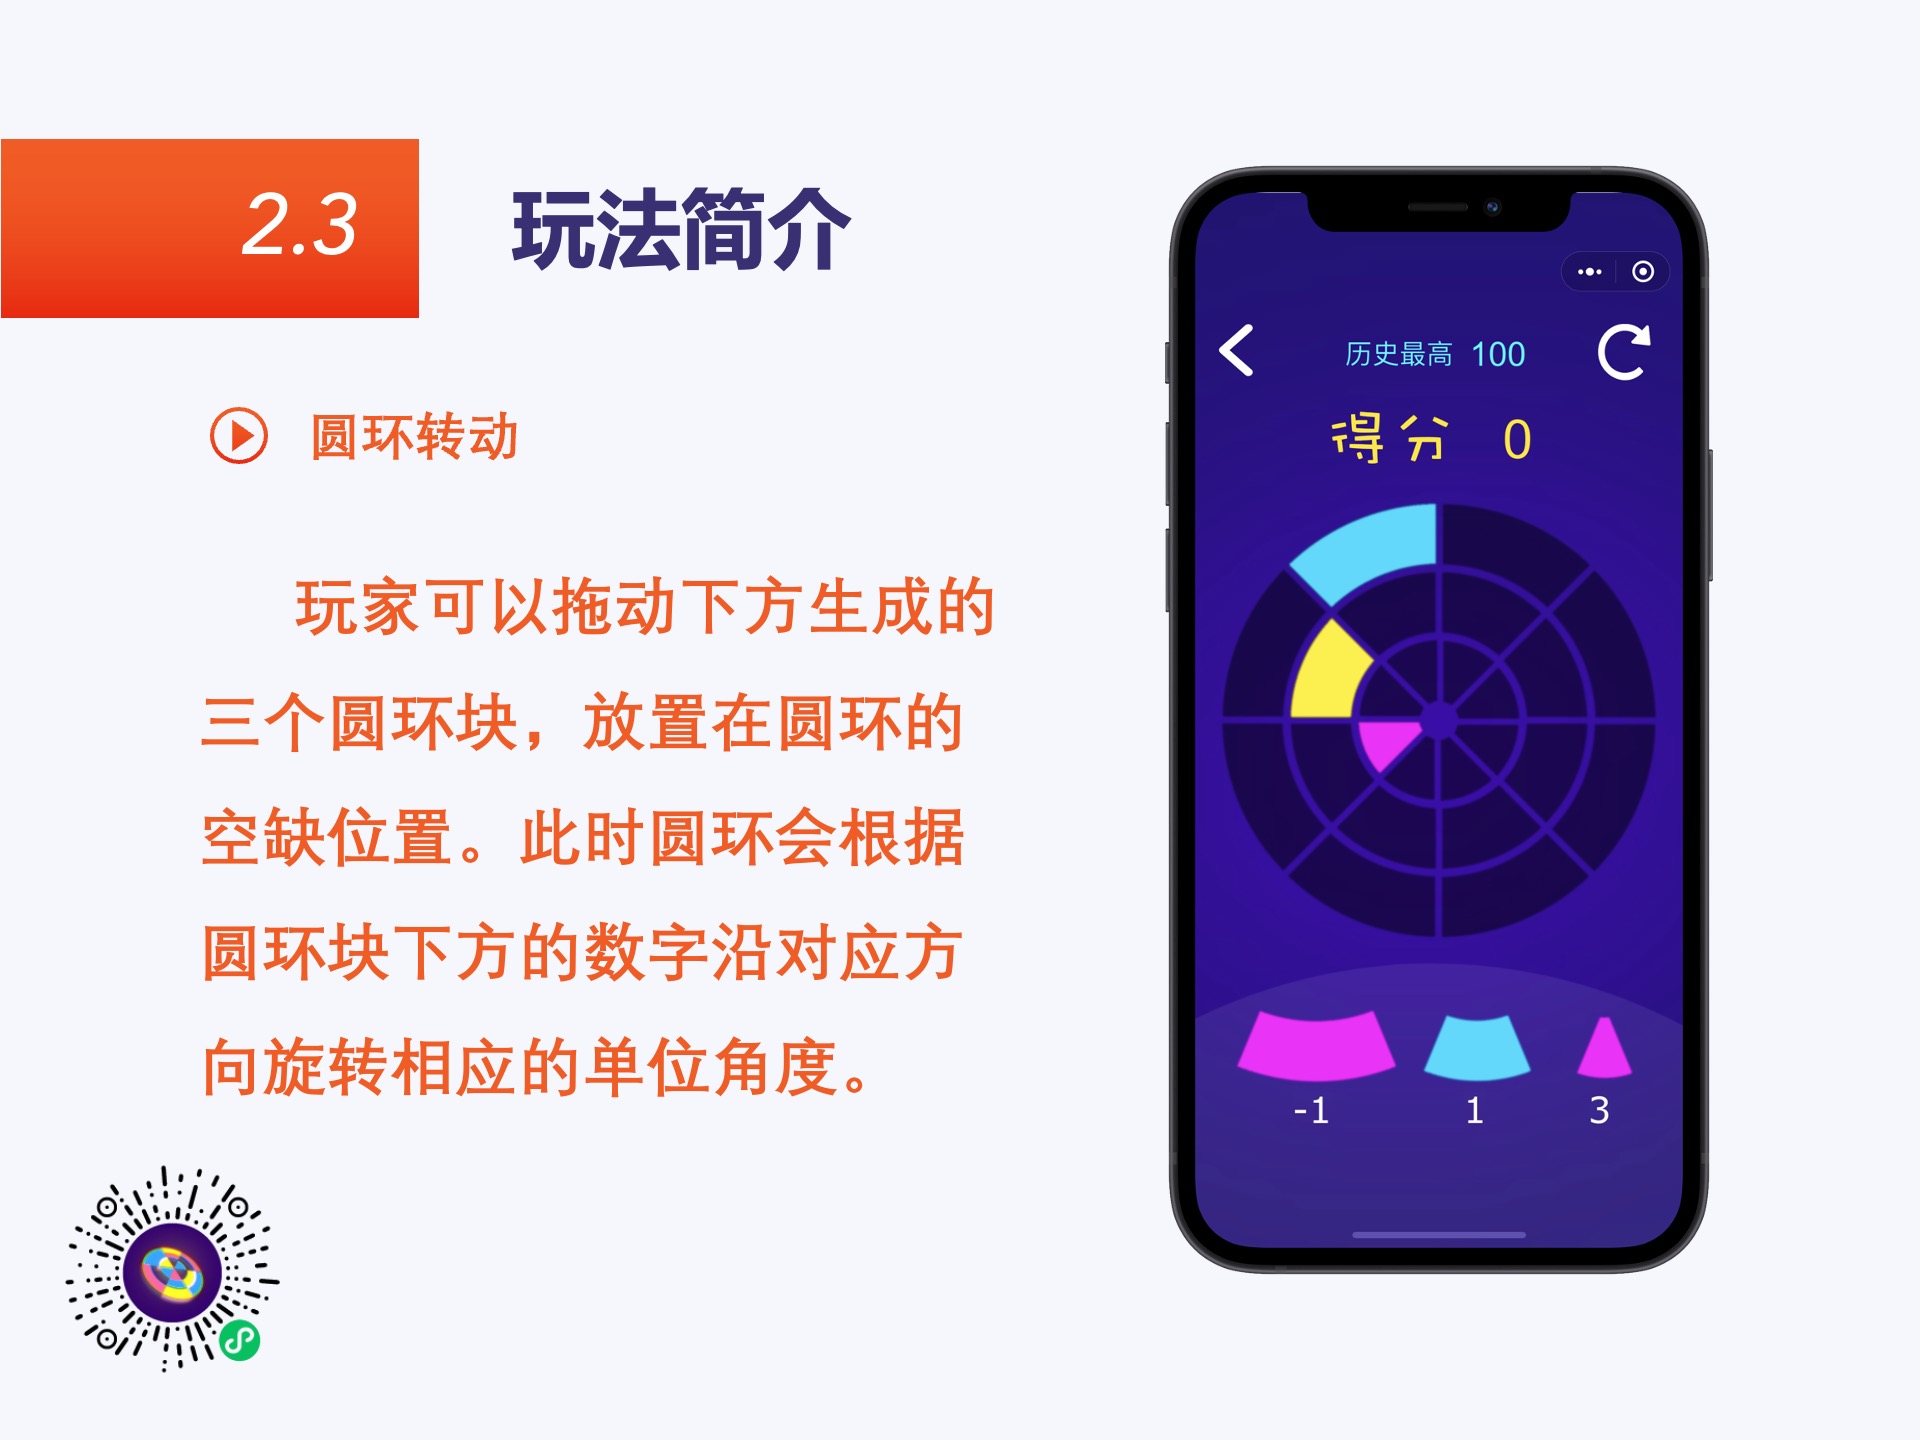 2.3
玩法简介
圆环转动
玩家可以拖动下方生成的
三个圆环块，放置在圆环的
空缺位置。此时圆环会根据
圆环块下方的数字沿对应方
向旋转相应的单位角度。
历史最高 100
得分 0
-1 1 3